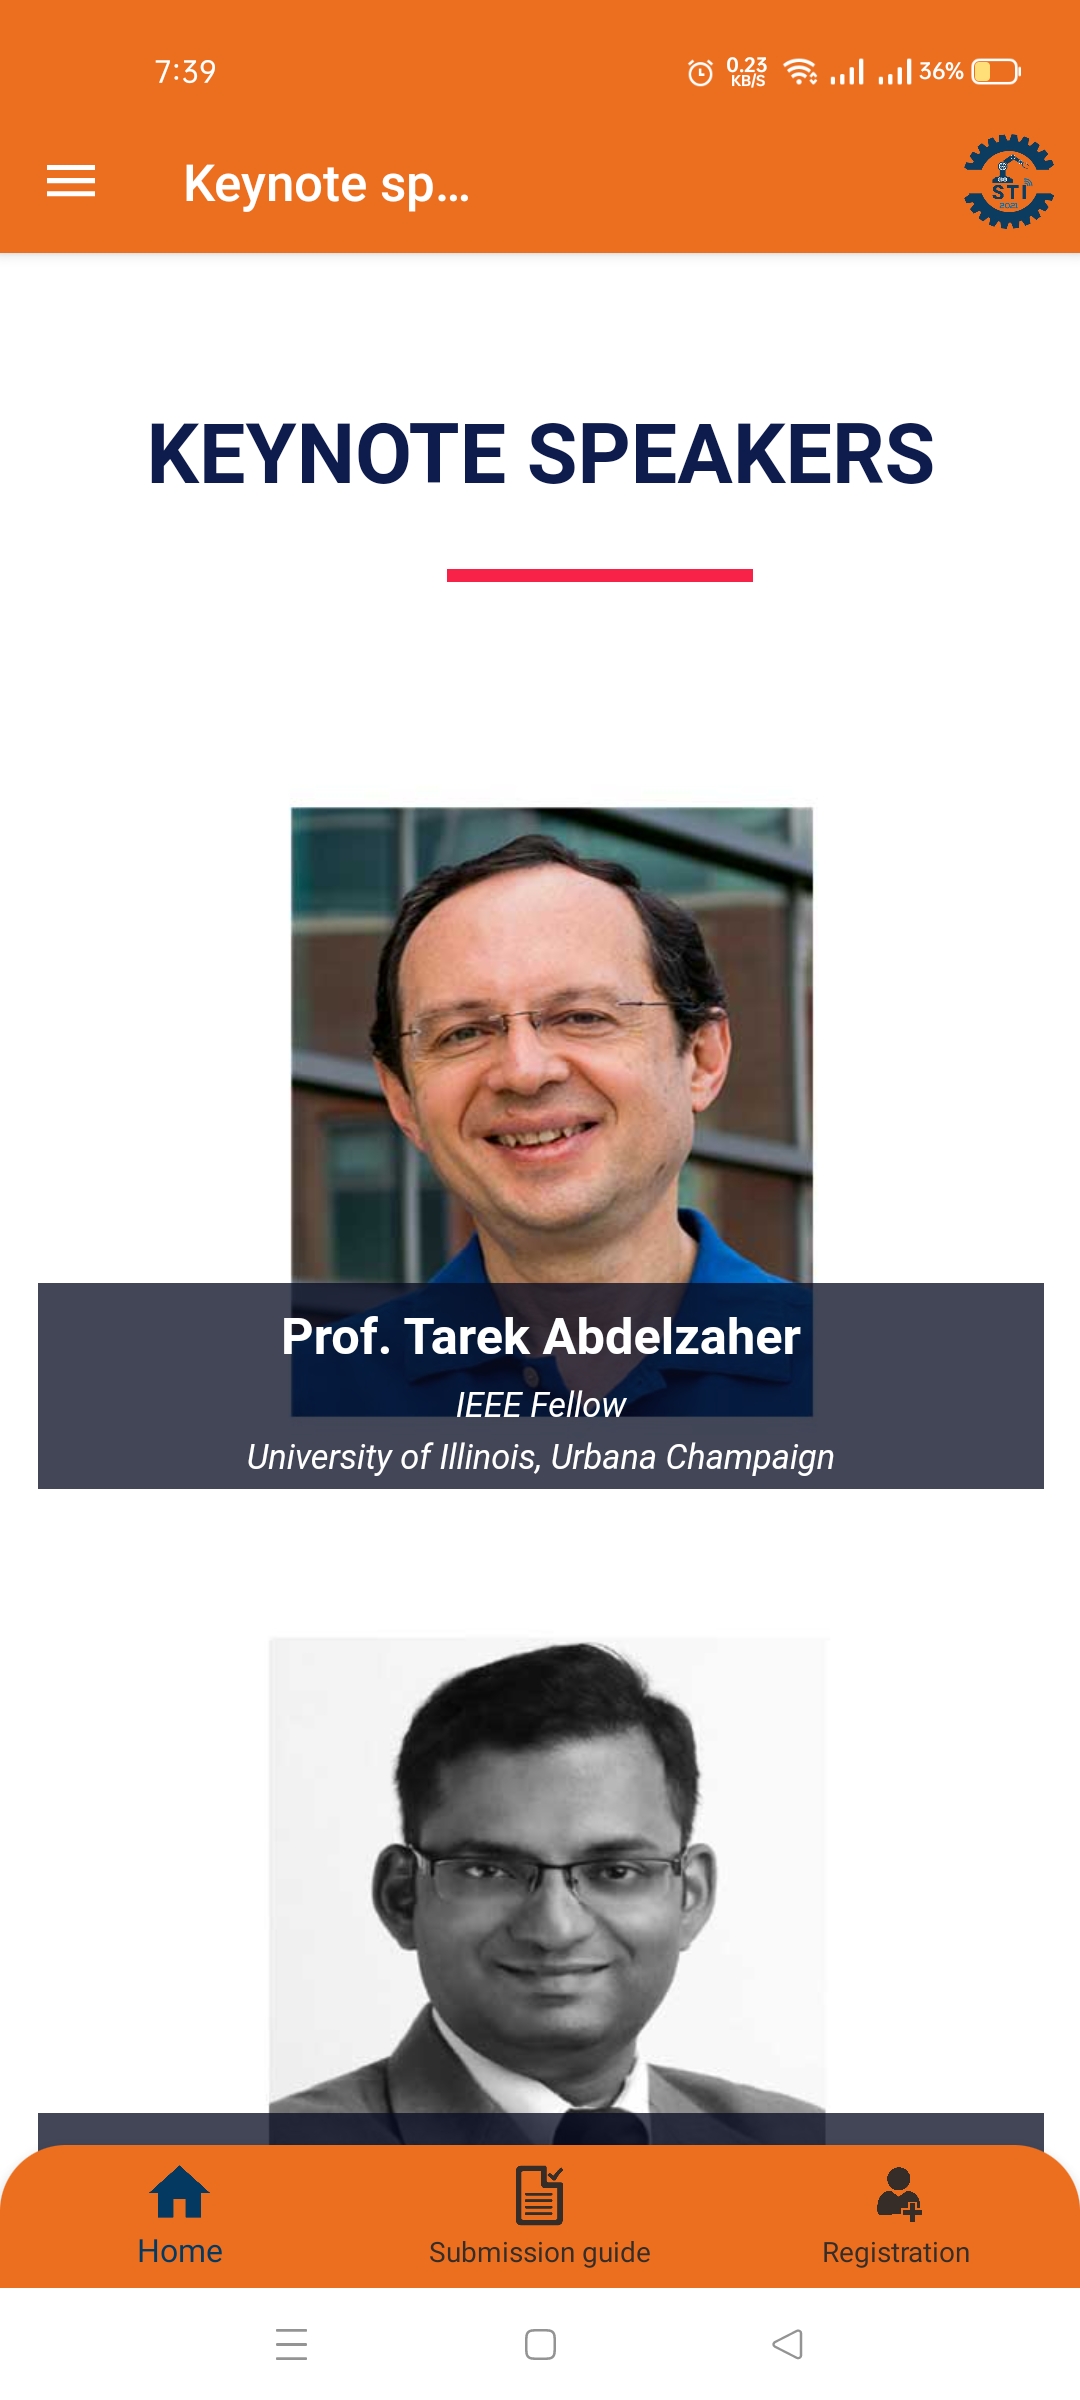 7:39
0.23
KB/S
36%
Keynote sp...
STI
2021
KEYNOTE SPEAKERS
Prof. Tarek Abdelzaher
IEEE Fellow
University of Illinois, Urbana Champaign
Home
Submission guide
Registration